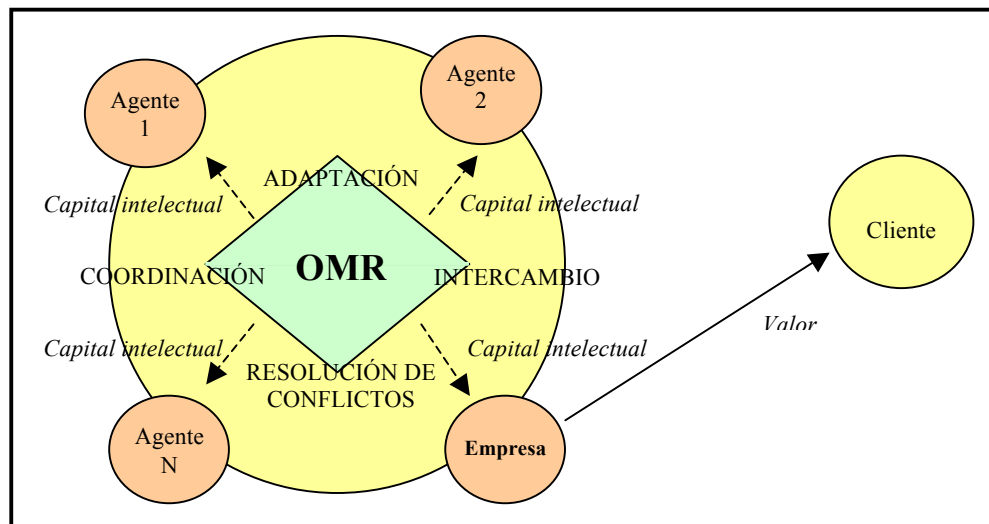 Agente
1
Agente
2
ADAPTACIÓN
Capital intelectual
Capital intelectual
Cliente
COORDINACIÓN
OMR
INTERCAMBIO
Valor
Capital intelectual
Capital intelectual
RESOLUCIÓN DE
CONFLICTOS
Agente
N
Empresa